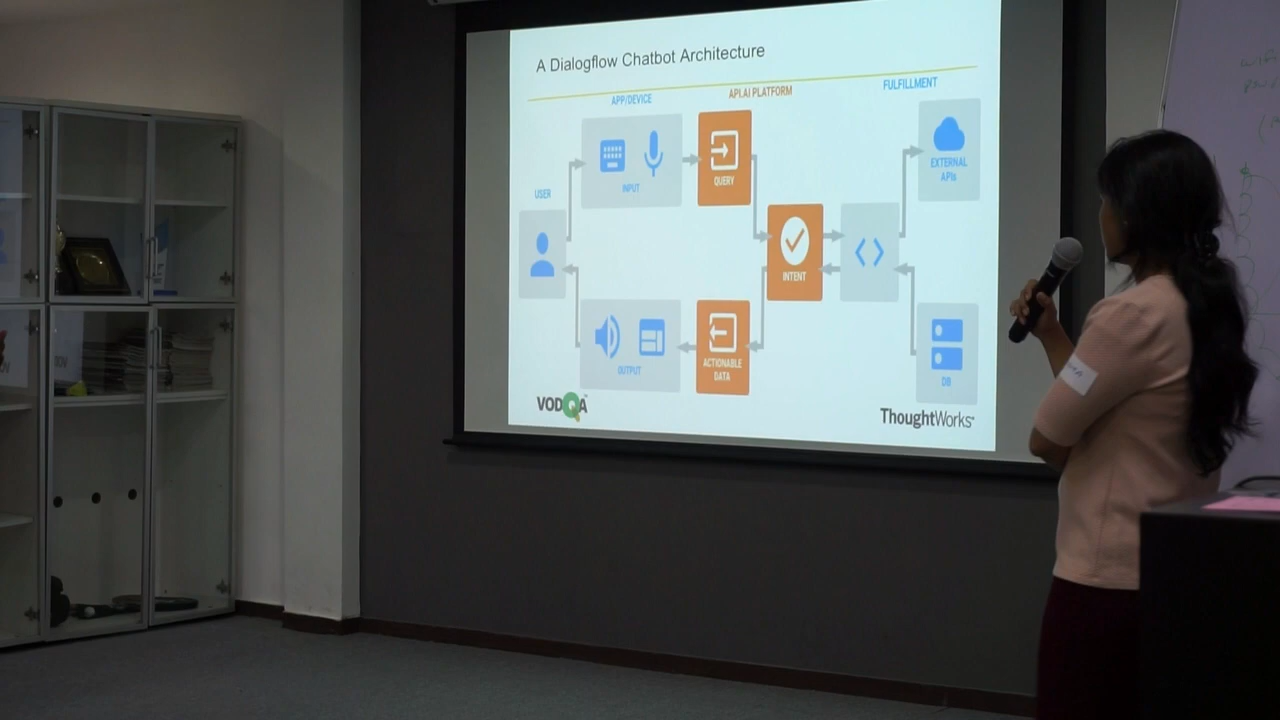 A Dialogflow Chatbot Architecture
APP/DEVICE
API.AI PLATFORM
FULFILLMENT
USER
INPUT
QUERY
EXTERNAL
APIs
INTENT
OUTPUT
ACTIONABLE
DATA
DB
VODQA
ThoughtWorks